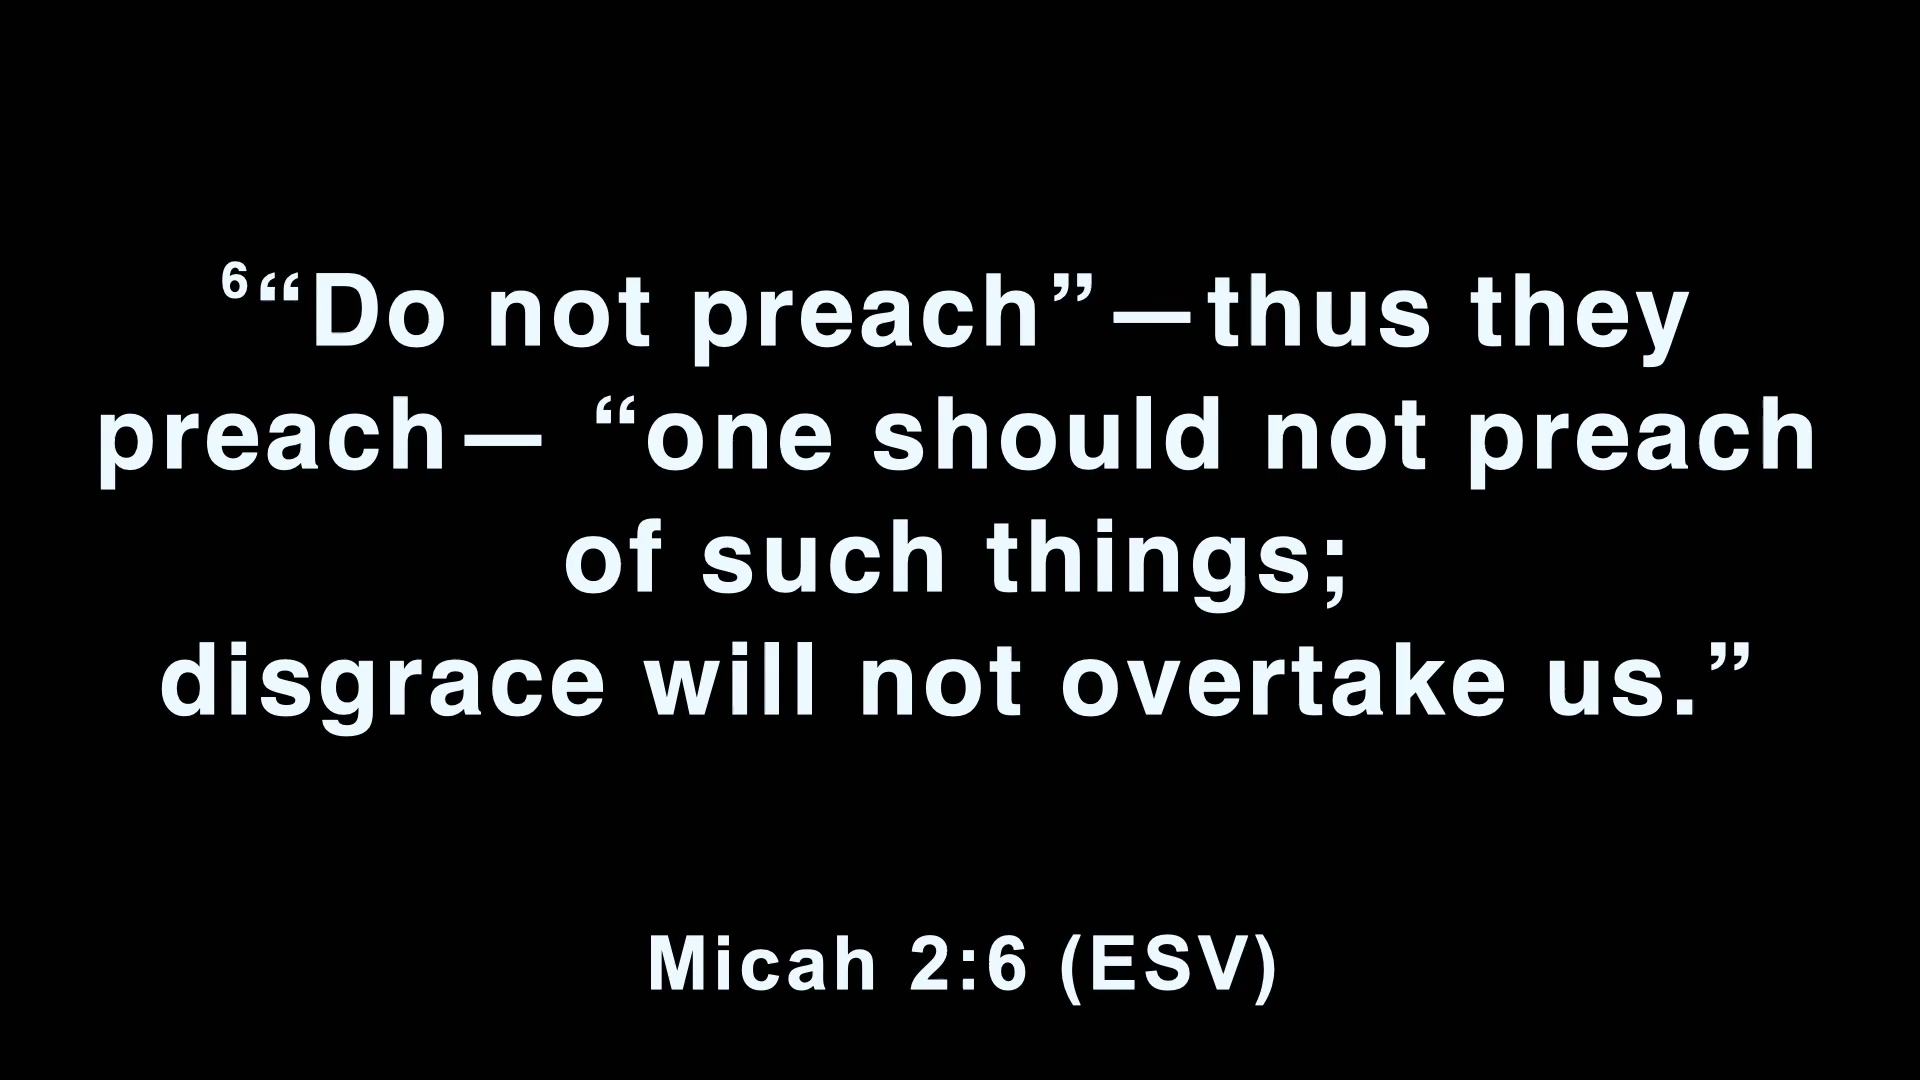 ⁶“Do not preach”—thus they
preach— “one should not preach
of such things;
disgrace will not overtake us.”
Micah 2:6 (ESV)